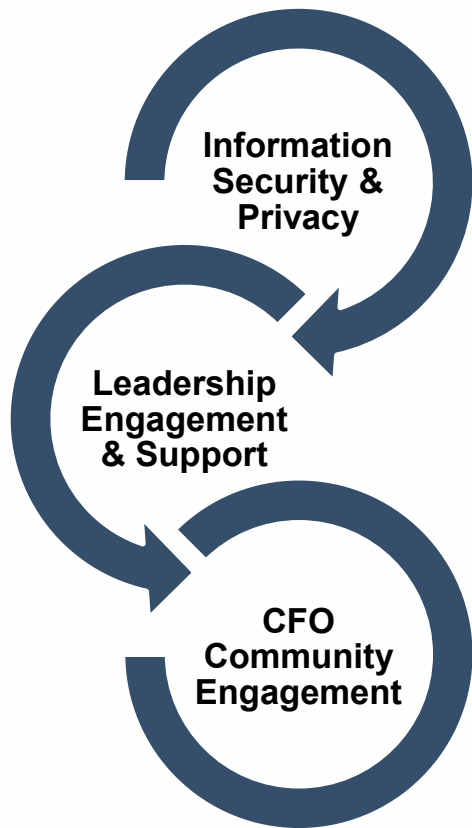 Information
Security &
Privacy
Leadership
Engagement
& Support
CFO
Community
Engagement